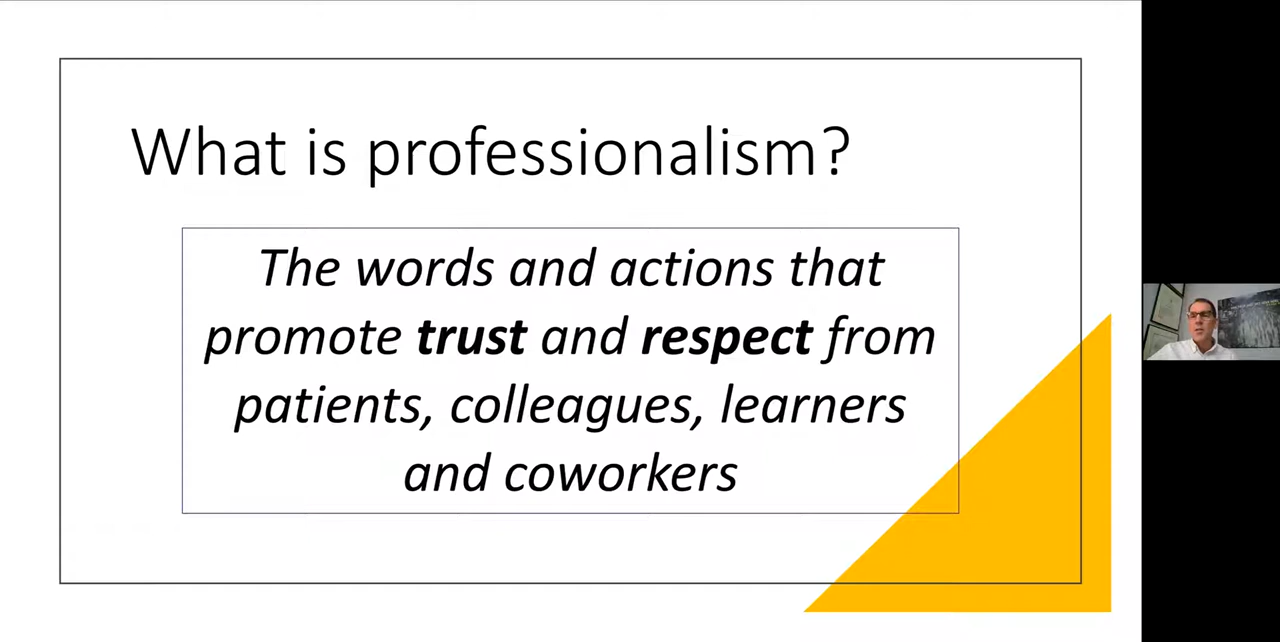 What is professionalism?
The words and actions that
promote trust and respect from
patients, colleagues, learners
and coworkers